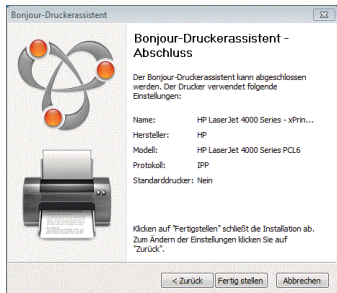 Bonjour-Druckerassistent
Bonjour-Druckerassistent -
Abschluss
Der Bonjour-Druckerassistent kann abgeschlossen
werden. Der Drucker verwendet folgende
Einstellungen:
Name: HP LaserJet 4000 Series - xPrin...
Hersteller: HP
Modell: HP LaserJet 4000 Series PCL6
Protokoll: IPP
Standarddrucker: Nein
Klicken auf "Fertigstellen" schließt die Installation ab.
Zum Ändern der Einstellungen klicken Sie auf
"Zurück".
< Zurück Fertig stellen Abbrechen